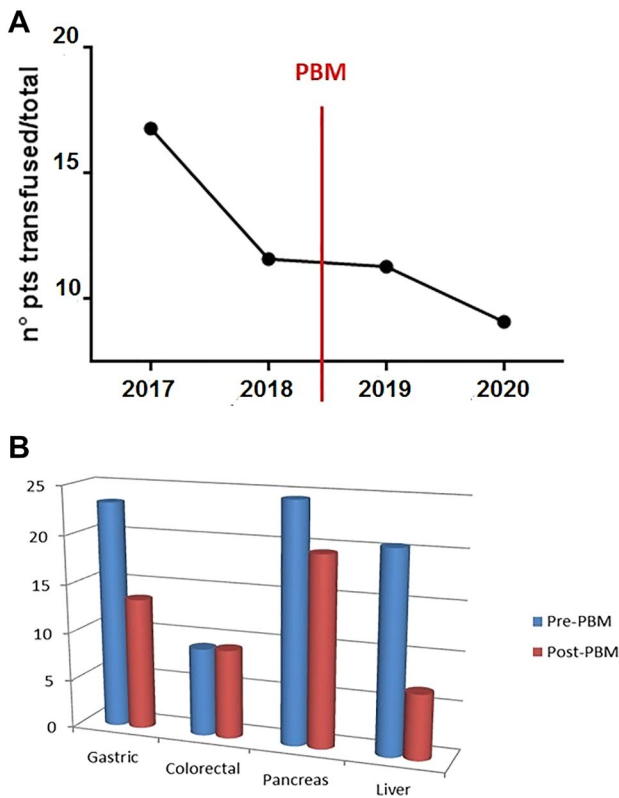 A
n° pts transfused/total
20
15
10
PBM
2017 2018 2019 2020
B
25
20
15
10
5
0
Gastric
Colorectal
Pancreas
Liver
Pre-PBM
Post-PBM